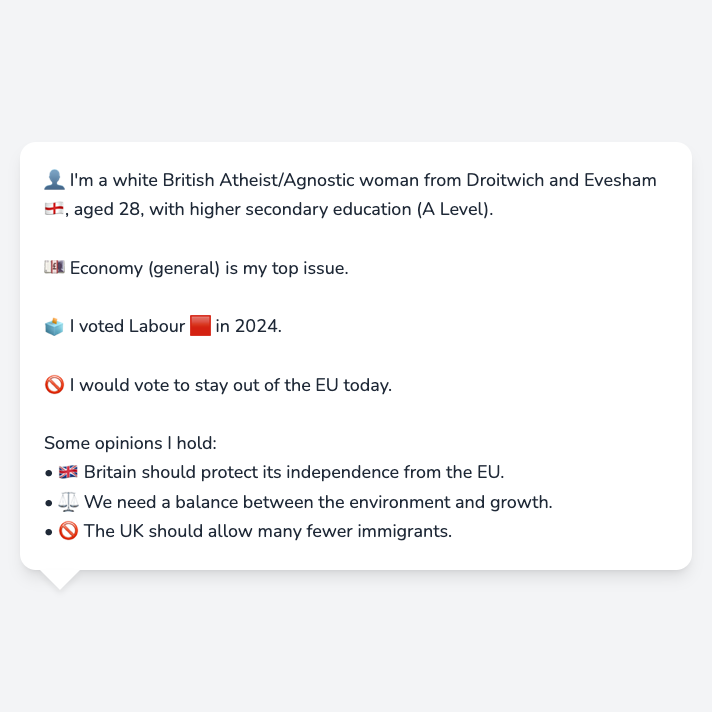 👤 I'm a white British Atheist/Agnostic woman from Droitwich and Evesham
🏴󠁧󠁢󠁥󠁮󠁧󠁿, aged 28, with higher secondary education (A Level).
💷 Economy (general) is my top issue.
🗳️ I voted Labour 🟥 in 2024.
🚫 I would vote to stay out of the EU today.
Some opinions I hold:
• 🇬🇧 Britain should protect its independence from the EU.
• ⚖️ We need a balance between the environment and growth.
• 🚫 The UK should allow many fewer immigrants.